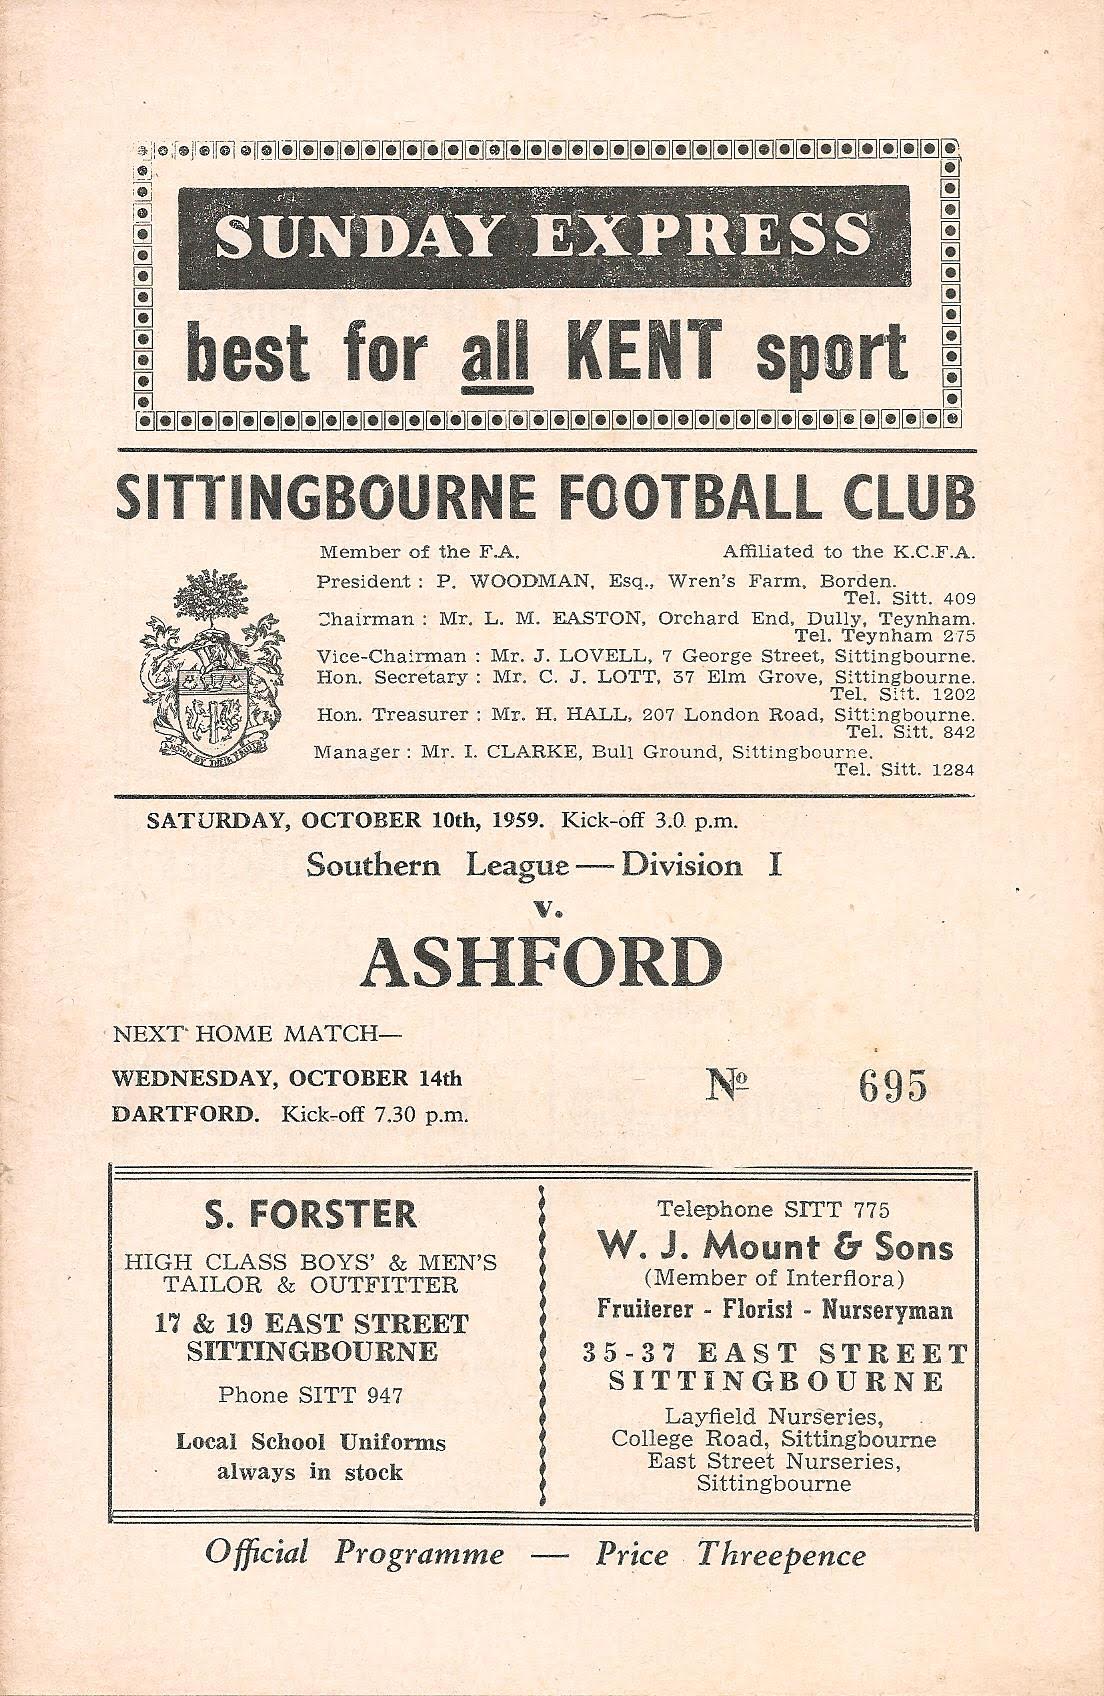 SUNDAY EXPRESS
best for all KENT sport
SITTINGBOURNE FOOTBALL CLUB
Member of the F.A. Affiliated to the K.C.F.A.
President : P. WOODMAN, Esq., Wren's Farm, Borden.
Tel. Sitt. 409
Chairman : Mr. L. M. EASTON, Orchard End, Dully, Teynham.
Tel. Teynham 275
Vice-Chairman : Mr. J. LOVELL, 7 George Street, Sittingbourne.
Hon. Secretary : Mr. C. J. LOTT, 37 Elm Grove, Sittingbourne.
Tel. Sitt. 1202
Hon. Treasurer : Mr. H. HALL, 207 London Road, Sittingbourne.
Tel. Sitt. 842
Manager : Mr. I. CLARKE, Bull Ground, Sittingbourne.
Tel. Sitt. 1284
KNOWN BY THEIR FRUITS
SATURDAY, OCTOBER 10th, 1959. Kick-off 3.0 p.m.
Southern League — Division I
v.
ASHFORD
NEXT HOME MATCH—
WEDNESDAY, OCTOBER 14th
DARTFORD. Kick-off 7.30 p.m.
Nº 695
S. FORSTER
HIGH CLASS BOYS' & MEN'S
TAILOR & OUTFITTER
17 & 19 EAST STREET
SITTINGBOURNE
Phone SITT 947
Local School Uniforms
always in stock
Telephone SITT 775
W. J. Mount & Sons
(Member of Interflora)
Fruiterer - Florist - Nurseryman
35-37 EAST STREET
SITTINGBOURNE
Layfield Nurseries,
College Road, Sittingbourne
East Street Nurseries,
Sittingbourne
Official Programme — Price Threepence